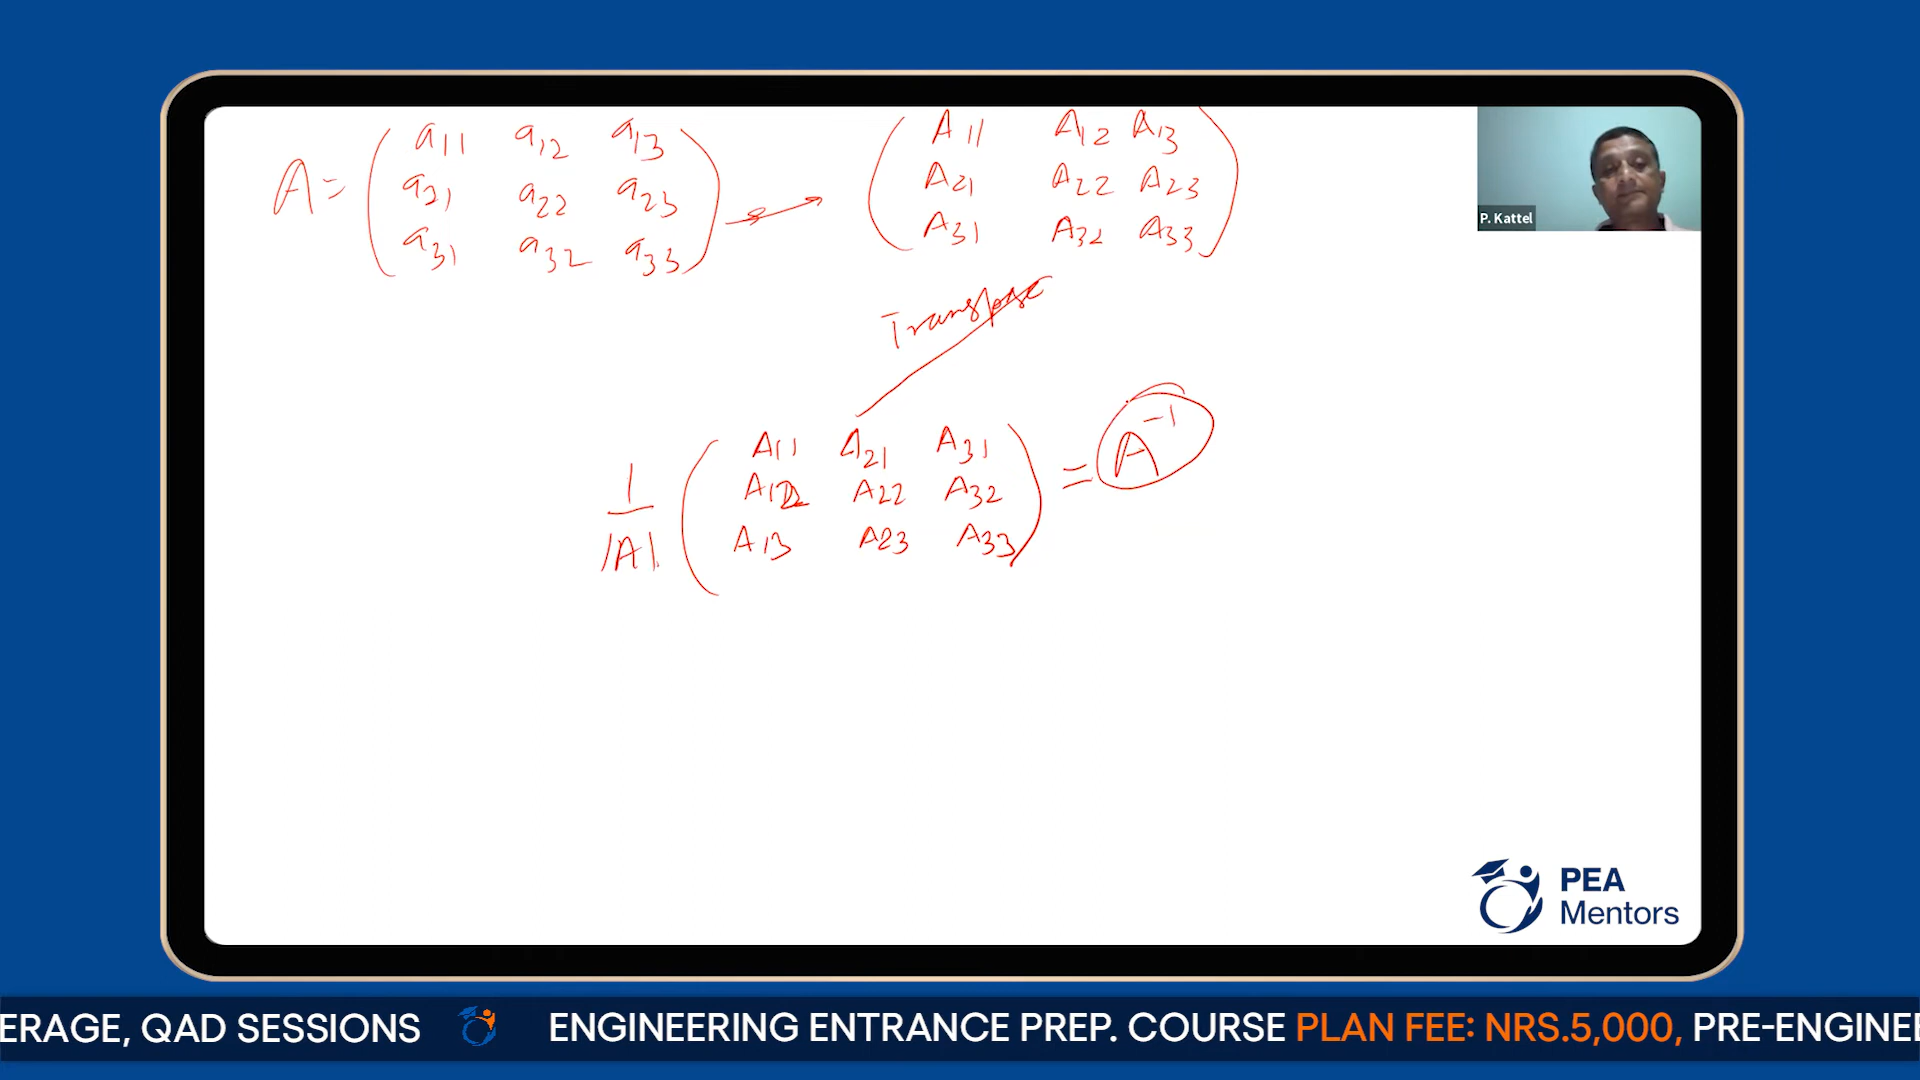 a11 a12 a13
A = a21 a22 a23
a31 a32 a33
A11 A12 A13
A21 A22 A23
A31 A32 A33
P. Kattel
Transpose
A11 A21 A31
1/|A| A12 A22 A32 = A⁻¹
A13 A23 A33
PEA
Mentors
ERAGE, QAD SESSIONS ENGINEERING ENTRANCE PREP. COURSE PLAN FEE: NRS.5,000, PRE-ENGINEE